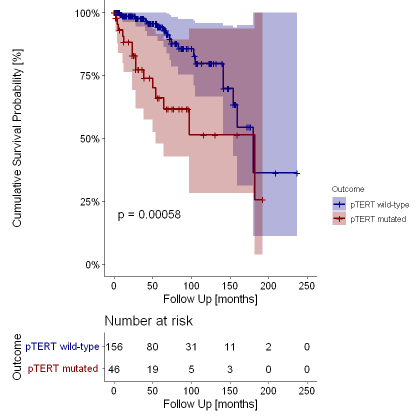 Cumulative Survival Probability [%]
100%
75%
50%
25%
0%
p = 0.00058
0 50 100 150 200 250
Follow Up [months]
Outcome
pTERT wild-type
pTERT mutated
Number at risk
Outcome
pTERT wild-type 156 80 31 11 2 0
pTERT mutated 46 19 5 3 0 0
0 50 100 150 200 250
Follow Up [months]